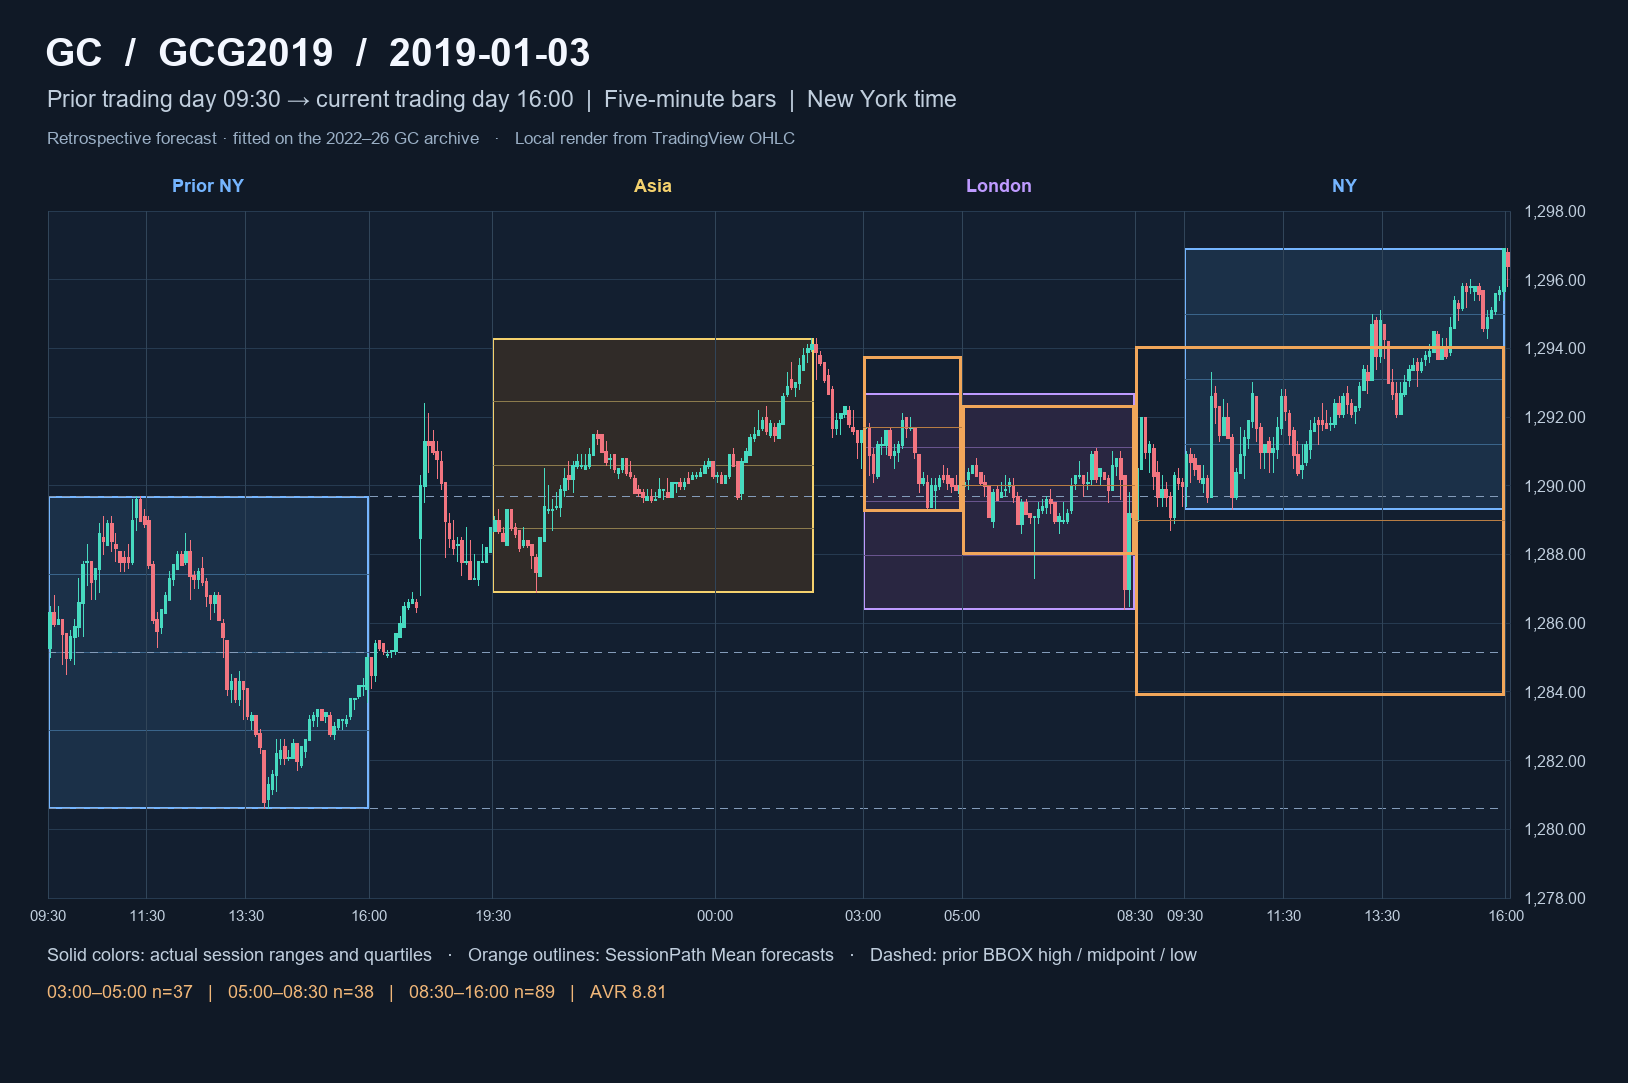 GC / GCG2019 / 2019-01-03
Prior trading day 09:30 → current trading day 16:00 | Five-minute bars | New York time
Retrospective forecast · fitted on the 2022–26 GC archive · Local render from TradingView OHLC
Prior NY Asia London NY
1,298.00
1,296.00
1,294.00
1,292.00
1,290.00
1,288.00
1,286.00
1,284.00
1,282.00
1,280.00
1,278.00
09:30 11:30 13:30 16:00 19:30 00:00 03:00 05:00 08:30 09:30 11:30 13:30 16:00
Solid colors: actual session ranges and quartiles · Orange outlines: SessionPath Mean forecasts · Dashed: prior BBOX high / midpoint / low
03:00–05:00 n=37 | 05:00–08:30 n=38 | 08:30–16:00 n=89 | AVR 8.81